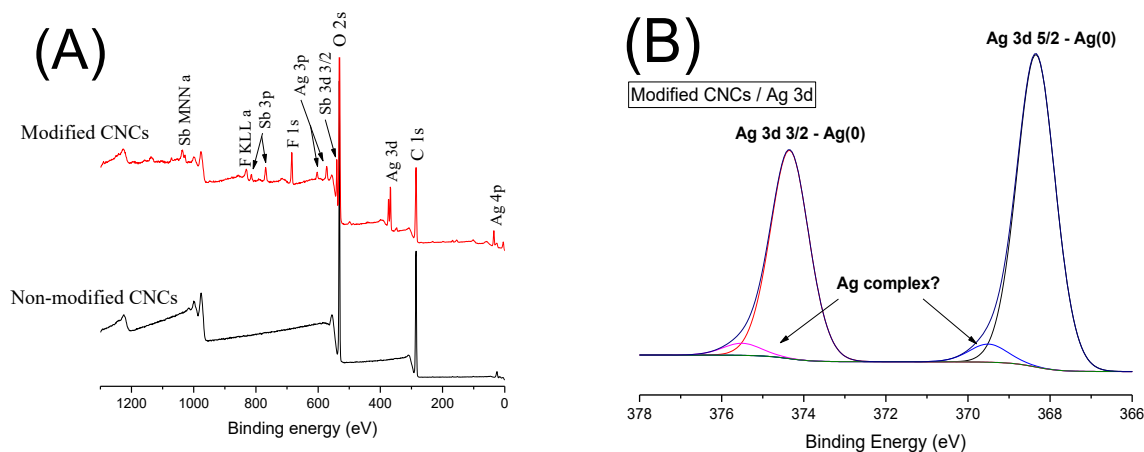 (A)
Modified CNCs
Sb MNN a
F KLL a
Sb 3p
F 1s
Ag 3p
Sb 3d 3/2
O 2s
Ag 3d
C 1s
Ag 4p
Non-modified CNCs
1200 1000 800 600 400 200 0
Binding energy (eV)
(B)
Ag 3d 5/2 - Ag(0)
Modified CNCs / Ag 3d
Ag 3d 3/2 - Ag(0)
Ag complex?
378 376 374 372 370 368 366
Binding Energy (eV)